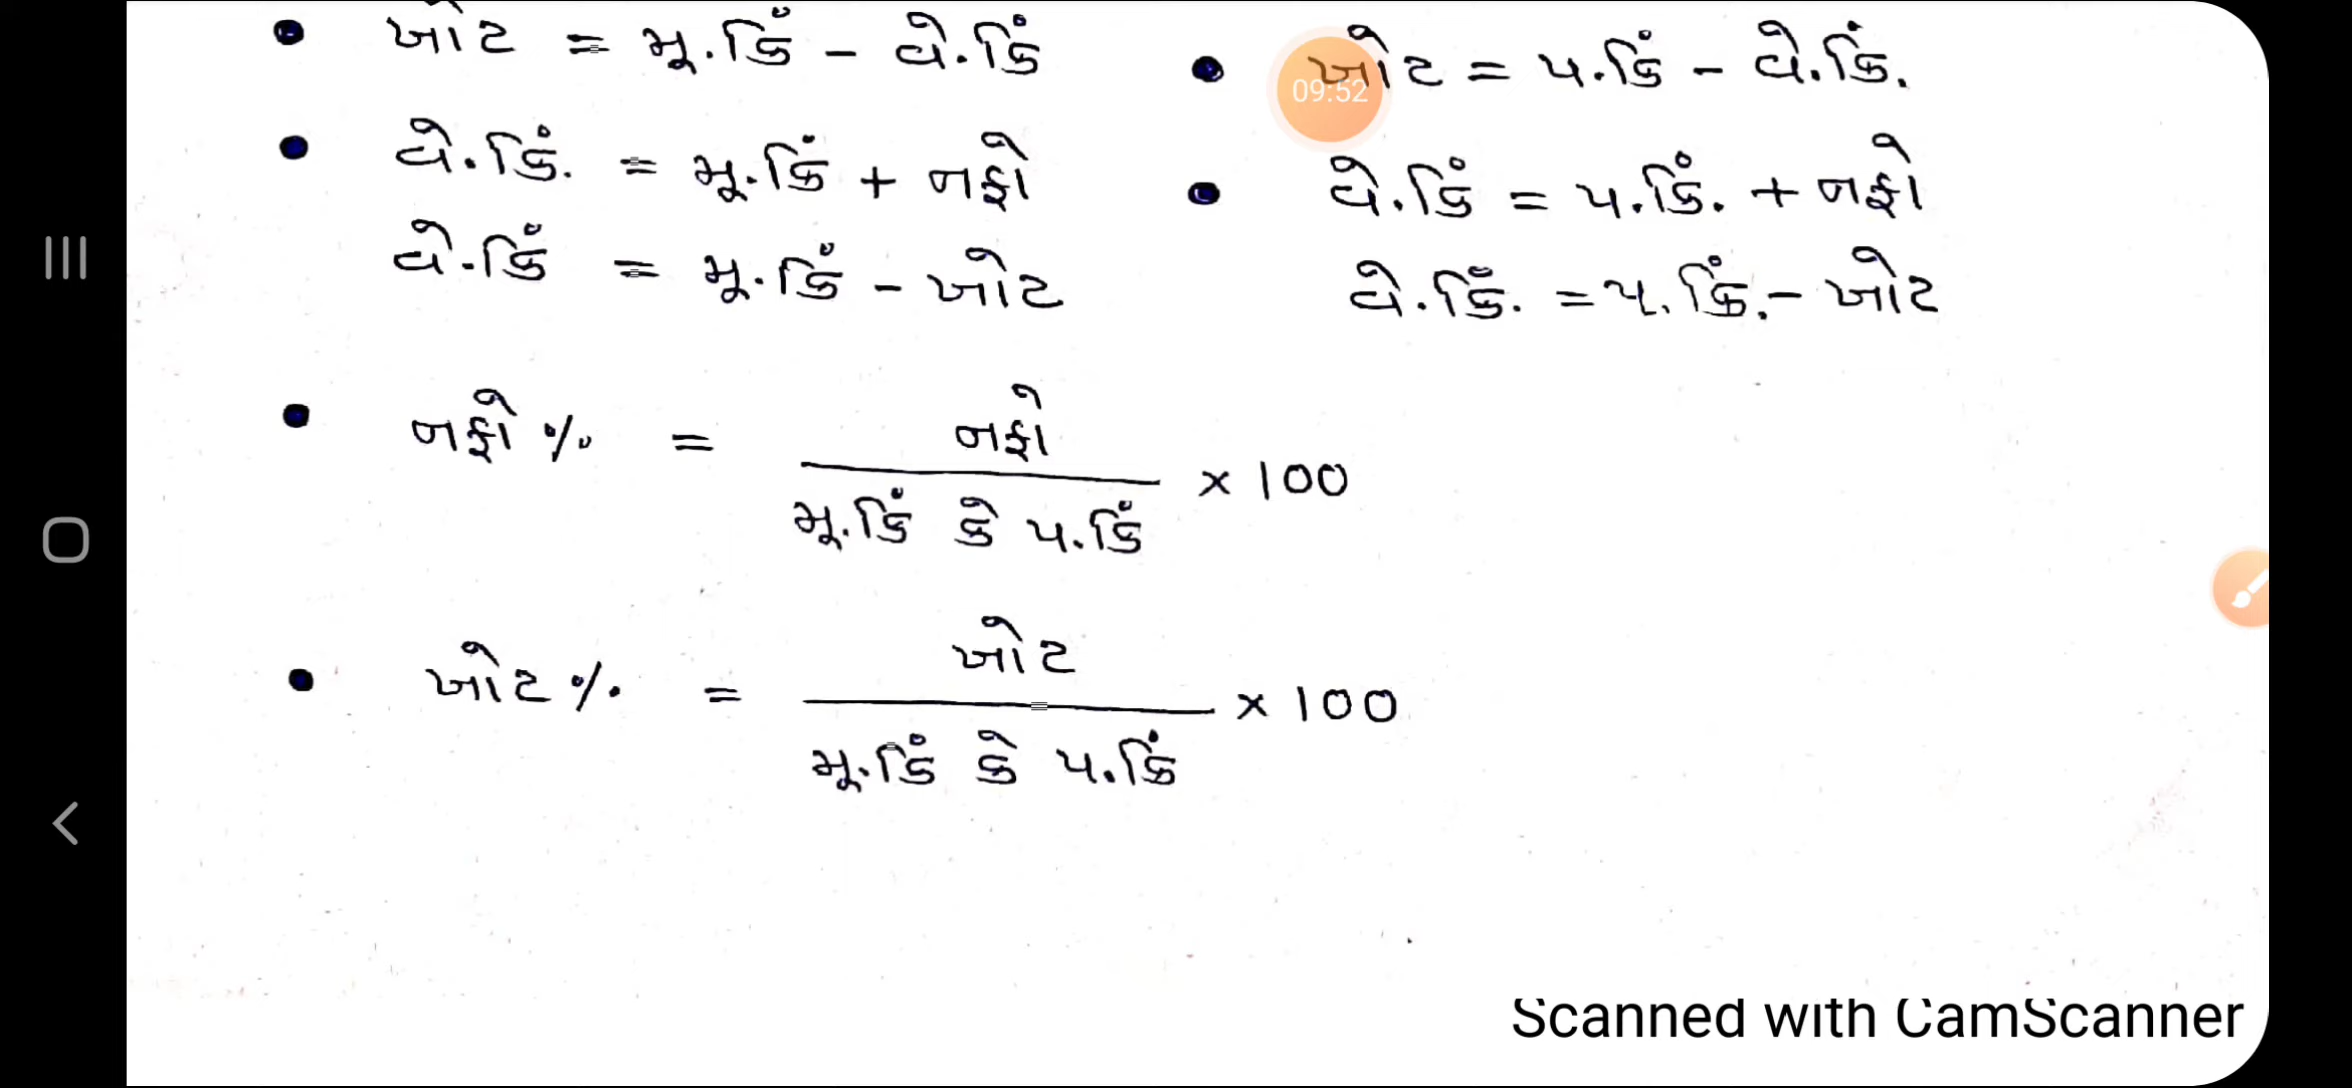 ખોટ = મૂ.કિં - વે.કિં
ખોટ = પ.કિં - વે.કિં.
09:52
વે.કિં. = મૂ.કિં + નફો
વે.કિં = પ.કિં. + નફો
વે.કિં = મૂ.કિં - ખોટ
વે.કિં. = પ.કિં. - ખોટ
નફો % = નફો / મૂ.કિં કે પ.કિં × 100
ખોટ % = ખોટ / મૂ.કિં કે પ.કિં × 100
Scanned with CamScanner